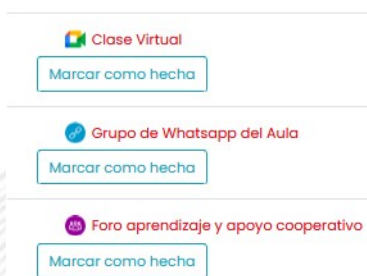 Clase Virtual
Marcar como hecha
Grupo de Whatsapp del Aula
Marcar como hecha
Foro aprendizaje y apoyo cooperativo
Marcar como hecha